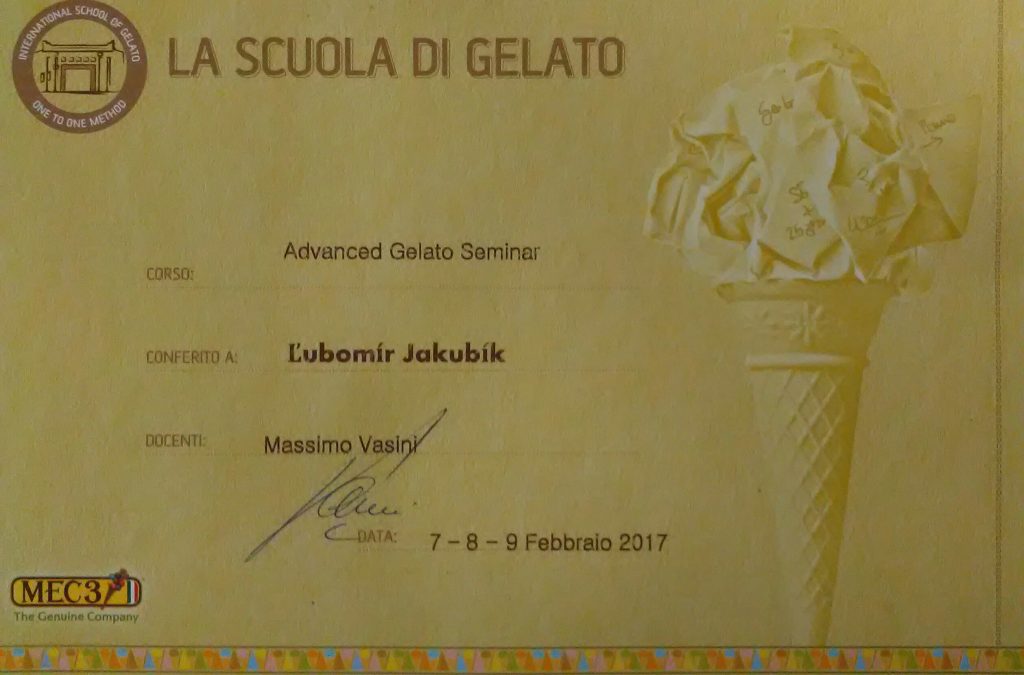 INTERNATIONAL SCHOOL OF GELATO
ONE TO ONE METHOD
LA SCUOLA DI GELATO
CORSO:
Advanced Gelato Seminar
CONFERITO A:
Ľubomír Jakubík
DOCENTI:
Massimo Vasini
DATA:
7 – 8 – 9 Febbraio 2017
MEC3
The Genuine Company